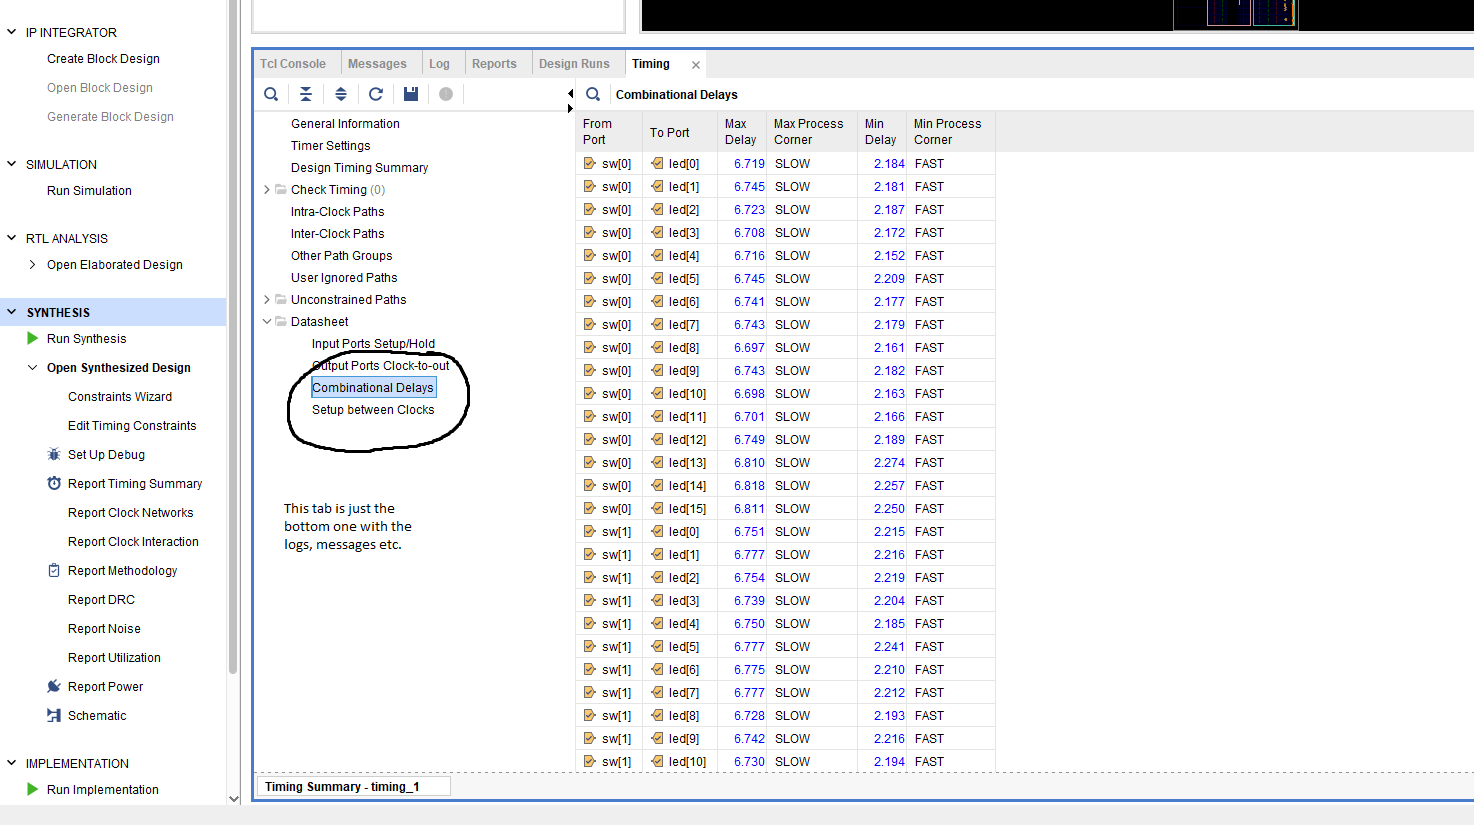 IP INTEGRATOR
Create Block Design
Open Block Design
Generate Block Design
SIMULATION
Run Simulation
RTL ANALYSIS
Open Elaborated Design
SYNTHESIS
Run Synthesis
Open Synthesized Design
Constraints Wizard
Edit Timing Constraints
Set Up Debug
Report Timing Summary
Report Clock Networks
Report Clock Interaction
Report Methodology
Report DRC
Report Noise
Report Utilization
Report Power
Schematic
IMPLEMENTATION
Run Implementation
Tcl Console Messages Log Reports Design Runs Timing
General Information
Timer Settings
Design Timing Summary
Check Timing (0)
Intra-Clock Paths
Inter-Clock Paths
Other Path Groups
User Ignored Paths
Unconstrained Paths
Datasheet
Input Ports Setup/Hold
Output Ports Clock-to-out
Combinational Delays
Setup between Clocks
This tab is just the
bottom one with the
logs, messages etc.
Combinational Delays
From Port To Port Max Delay Max Process Corner Min Delay Min Process Corner
sw[0] led[0] 6.719 SLOW 2.184 FAST
sw[0] led[1] 6.745 SLOW 2.181 FAST
sw[0] led[2] 6.723 SLOW 2.187 FAST
sw[0] led[3] 6.708 SLOW 2.172 FAST
sw[0] led[4] 6.716 SLOW 2.152 FAST
sw[0] led[5] 6.745 SLOW 2.209 FAST
sw[0] led[6] 6.741 SLOW 2.177 FAST
sw[0] led[7] 6.743 SLOW 2.179 FAST
sw[0] led[8] 6.697 SLOW 2.161 FAST
sw[0] led[9] 6.743 SLOW 2.182 FAST
sw[0] led[10] 6.698 SLOW 2.163 FAST
sw[0] led[11] 6.701 SLOW 2.166 FAST
sw[0] led[12] 6.749 SLOW 2.189 FAST
sw[0] led[13] 6.810 SLOW 2.274 FAST
sw[0] led[14] 6.818 SLOW 2.257 FAST
sw[0] led[15] 6.811 SLOW 2.250 FAST
sw[1] led[0] 6.751 SLOW 2.215 FAST
sw[1] led[1] 6.777 SLOW 2.216 FAST
sw[1] led[2] 6.754 SLOW 2.219 FAST
sw[1] led[3] 6.739 SLOW 2.204 FAST
sw[1] led[4] 6.750 SLOW 2.185 FAST
sw[1] led[5] 6.777 SLOW 2.241 FAST
sw[1] led[6] 6.775 SLOW 2.210 FAST
sw[1] led[7] 6.777 SLOW 2.212 FAST
sw[1] led[8] 6.728 SLOW 2.193 FAST
sw[1] led[9] 6.742 SLOW 2.216 FAST
sw[1] led[10] 6.730 SLOW 2.194 FAST
Timing Summary - timing_1